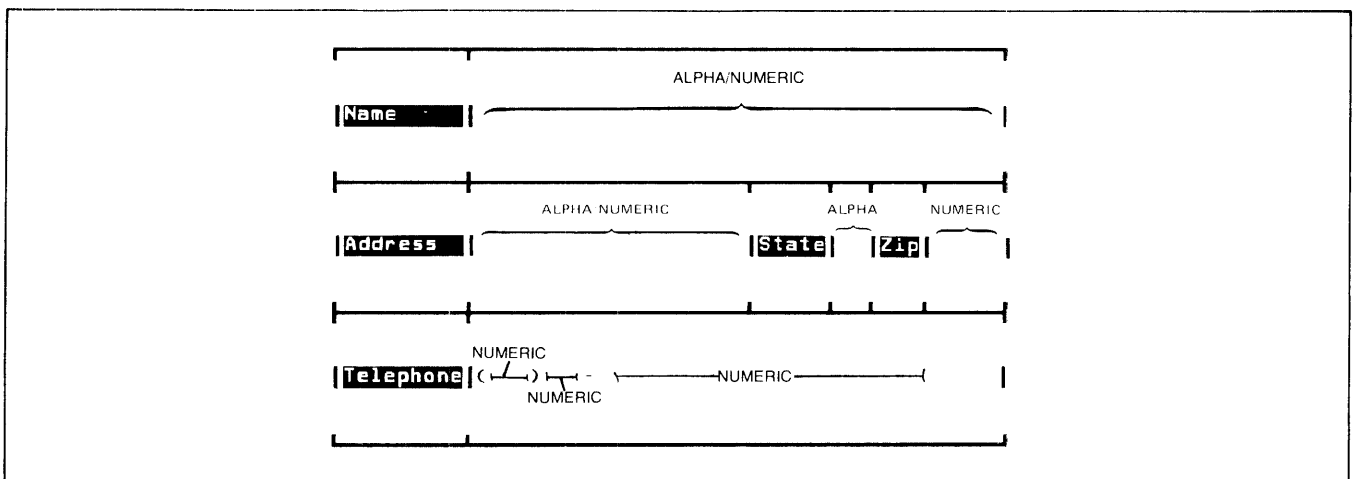 ALPHA/NUMERIC
Name
ALPHA NUMERIC ALPHA NUMERIC
Address State Zip
NUMERIC
Telephone ( ) - NUMERIC
NUMERIC